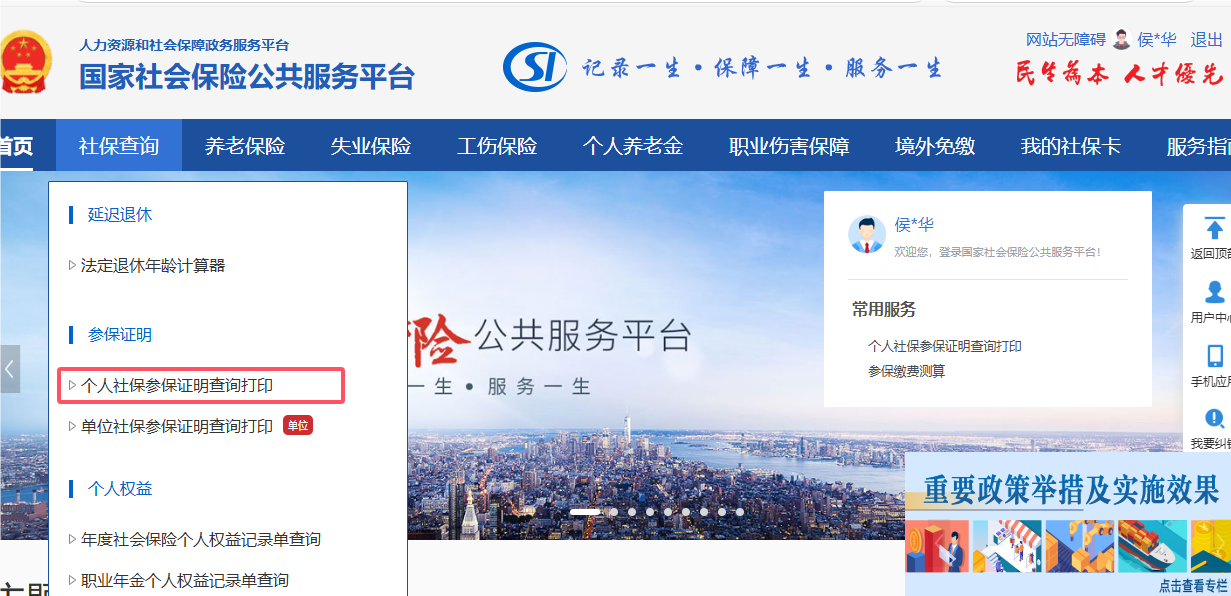 人力资源和社会保障政务服务平台
国家社会保险公共服务平台
SI 记录一生•保障一生•服务一生
网站无障碍 侯*华 退出
民生為本 人才優先
首页 社保查询 养老保险 失业保险 工伤保险 个人养老金 职业伤害保障 境外免缴 我的社保卡 服务指南
延迟退休
法定退休年龄计算器
参保证明
个人社保参保证明查询打印
单位社保参保证明查询打印 单位
个人权益
年度社会保险个人权益记录单查询
职业年金个人权益记录单查询
险公共服务平台
一生•服务一生
侯*华
欢迎您，登录国家社会保险公共服务平台！
常用服务
个人社保参保证明查询打印
参保缴费测算
返回顶部
用户中心
手机应用
我要纠错
重要政策举措及实施效果
点击查看专栏
主题